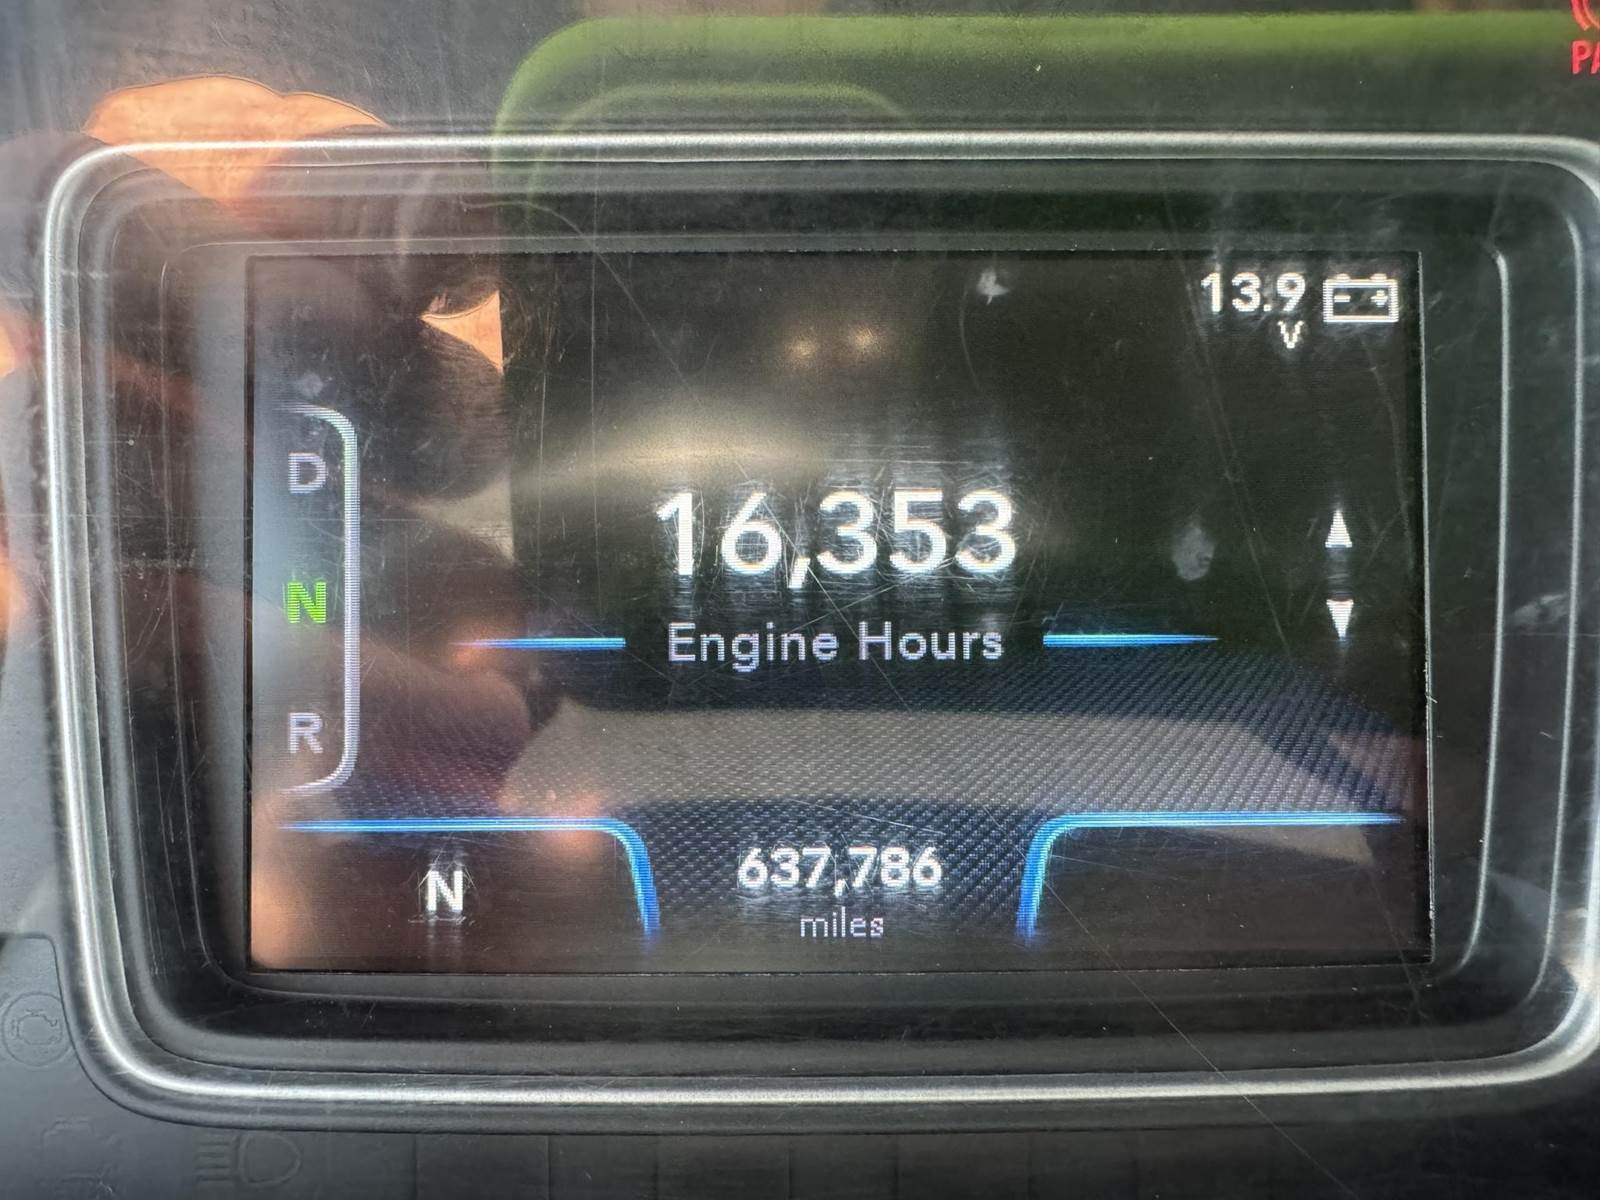 13.9
V
D
16,353
N
Engine Hours
R
N
637,786
miles